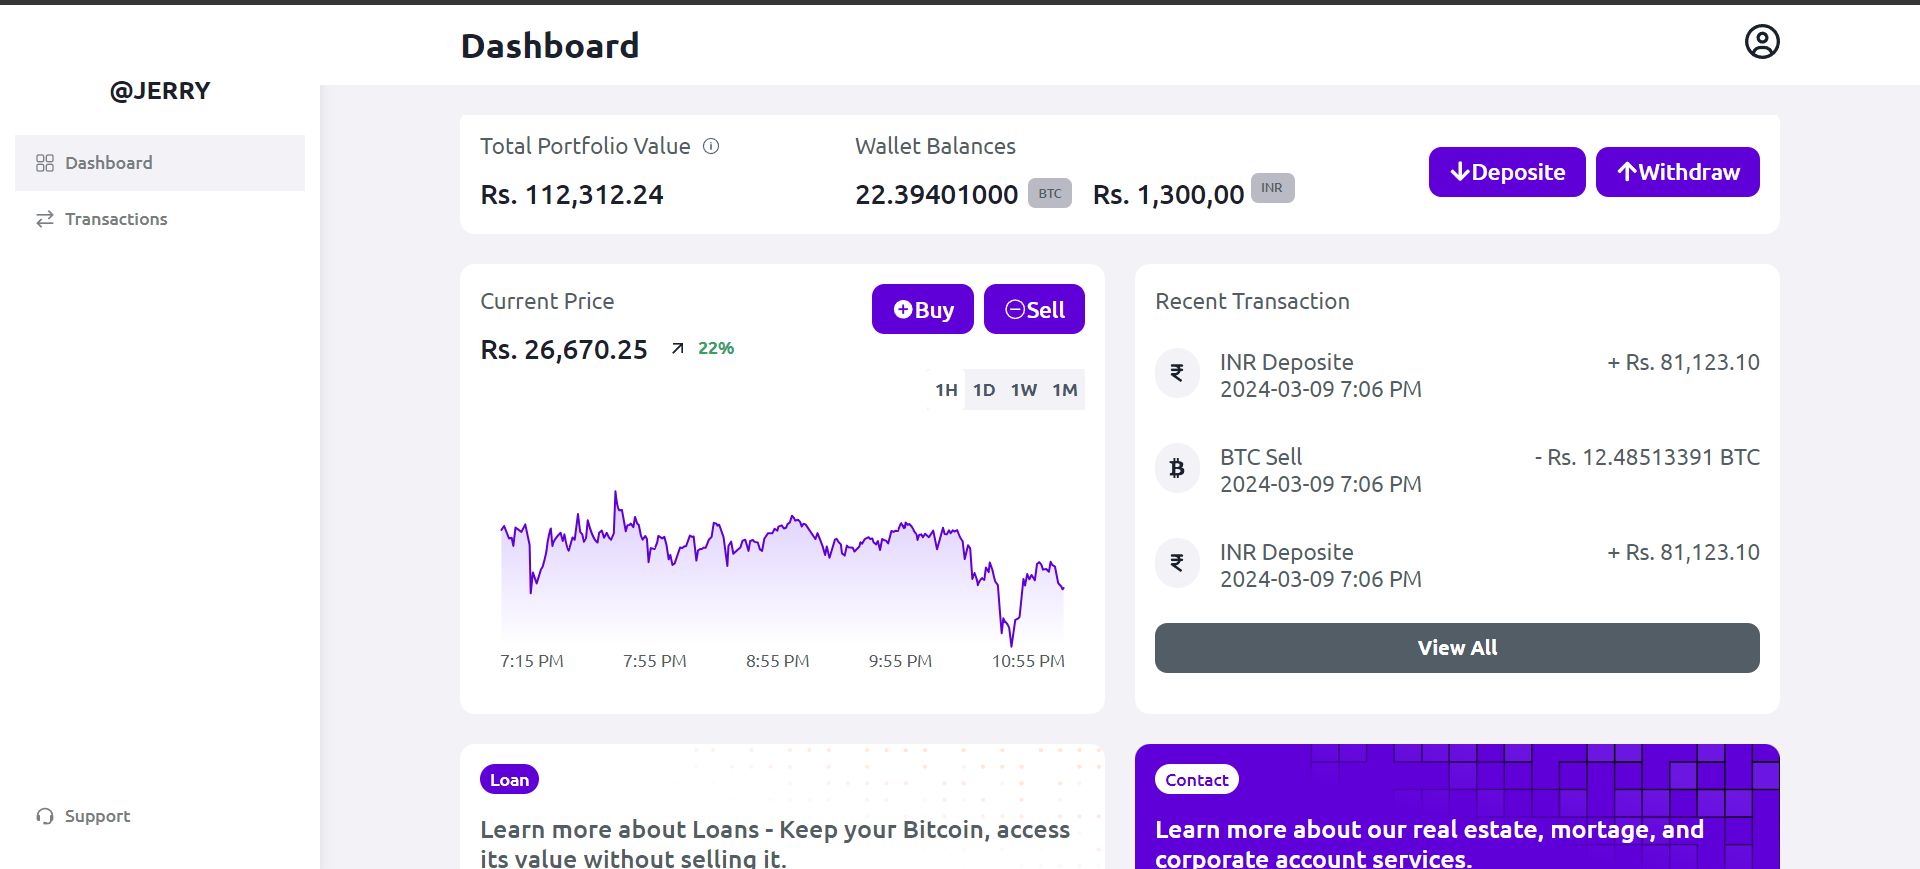 Dashboard
@JERRY
Dashboard
Transactions
Support
Total Portfolio Value
Rs. 112,312.24
Wallet Balances
22.39401000 BTC Rs. 1,300,00 INR
Deposite
Withdraw
Current Price
Rs. 26,670.25 22%
Buy
Sell
1H 1D 1W 1M
7:15 PM 7:55 PM 8:55 PM 9:55 PM 10:55 PM
Recent Transaction
INR Deposite + Rs. 81,123.10
2024-03-09 7:06 PM
BTC Sell - Rs. 12.48513391 BTC
2024-03-09 7:06 PM
INR Deposite + Rs. 81,123.10
2024-03-09 7:06 PM
View All
Loan
Learn more about Loans - Keep your Bitcoin, access
its value without selling it.
Contact
Learn more about our real estate, mortage, and
corporate account services.